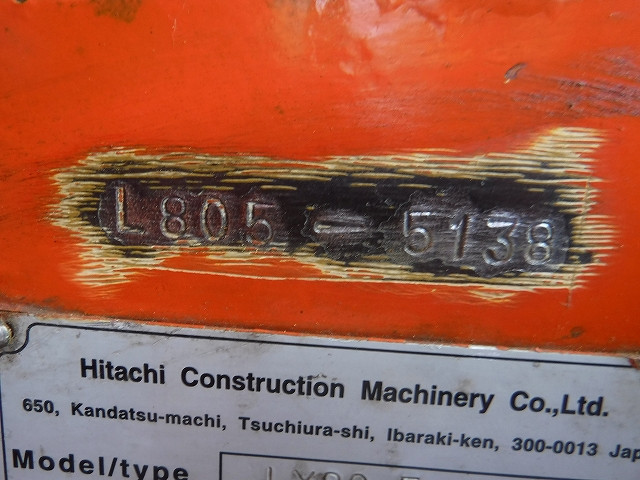 L805-5138
Hitachi Construction Machinery Co.,Ltd.
650, Kandatsu-machi, Tsuchiura-shi, Ibaraki-ken, 300-0013 Jap
Model/type